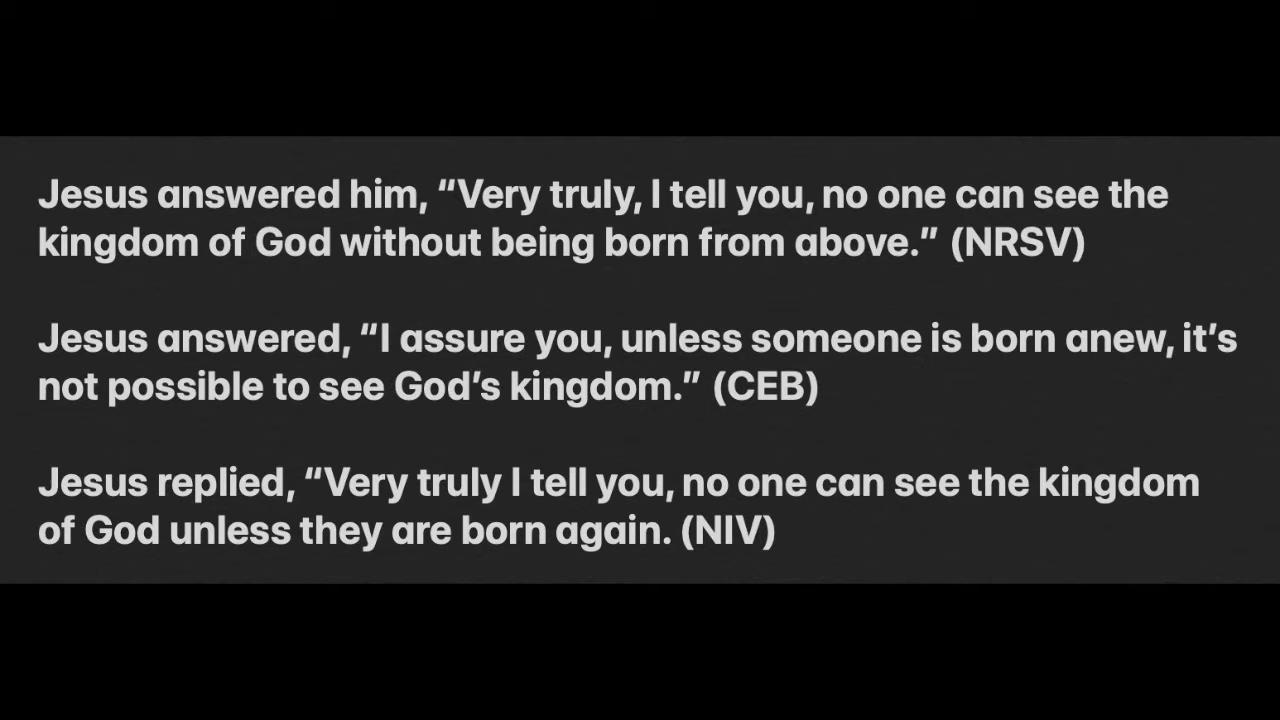 Jesus answered him, “Very truly, I tell you, no one can see the
kingdom of God without being born from above.” (NRSV)
Jesus answered, “I assure you, unless someone is born anew, it’s
not possible to see God’s kingdom.” (CEB)
Jesus replied, “Very truly I tell you, no one can see the kingdom
of God unless they are born again. (NIV)